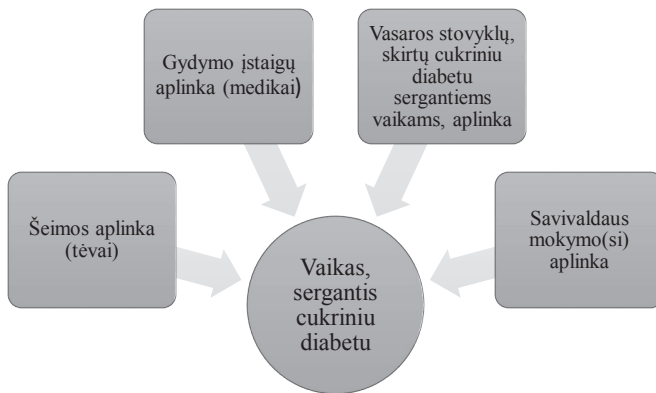 Gydymo įstaigų
aplinka (medikai)
Vasaros stovyklų,
skirtų cukriniu
diabetu
sergantiems
vaikams, aplinka
Šeimos aplinka
(tėvai)
Savivaldaus
mokymo(si)
aplinka
Vaikas,
sergantis
cukriniu
diabetu